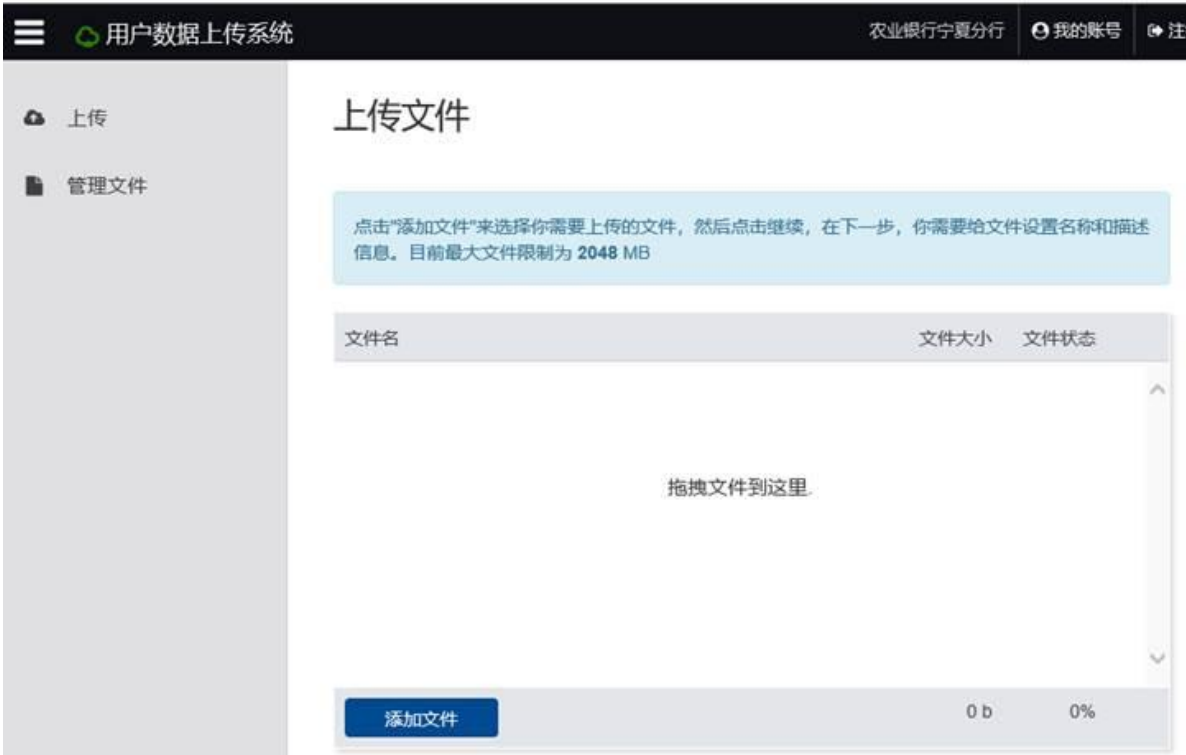 用户数据上传系统
农业银行宁夏分行
我的账号
注
上传
管理文件
上传文件
点击"添加文件"来选择你需要上传的文件，然后点击继续，在下一步，你需要给文件设置名称和描述
信息。目前最大文件限制为 2048 MB
文件名 文件大小 文件状态
拖拽文件到这里.
添加文件 0 b 0%